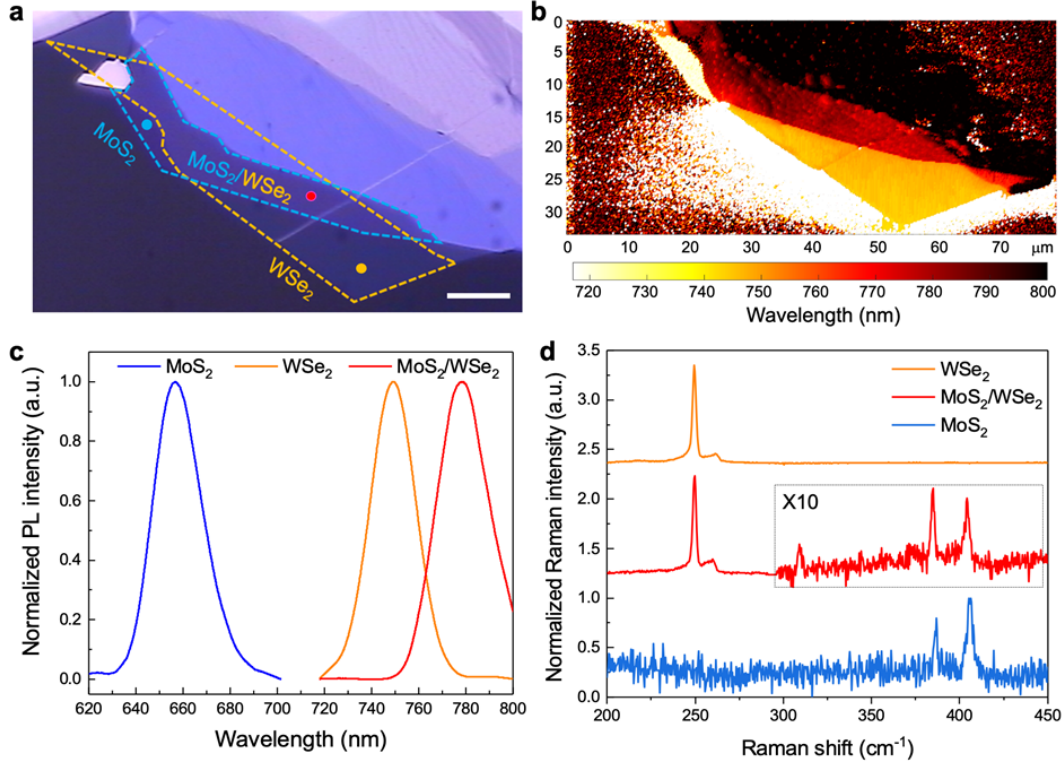 a
MoS₂
MoS₂/WSe₂
WSe₂
b
0
5
10
15
20
25
30
0 10 20 30 40 50 60 70 μm
720 730 740 750 760 770 780 790 800
Wavelength (nm)
c
MoS₂ WSe₂ MoS₂/WSe₂
Normalized PL intensity (a.u.)
1.0
0.8
0.6
0.4
0.2
0.0
620 640 660 680 700 720 740 760 780 800
Wavelength (nm)
d
WSe₂
MoS₂/WSe₂
MoS₂
X10
Normalized Raman intensity (a.u.)
3.5
3.0
2.5
2.0
1.5
1.0
0.5
0.0
200 250 300 350 400 450
Raman shift (cm⁻¹)